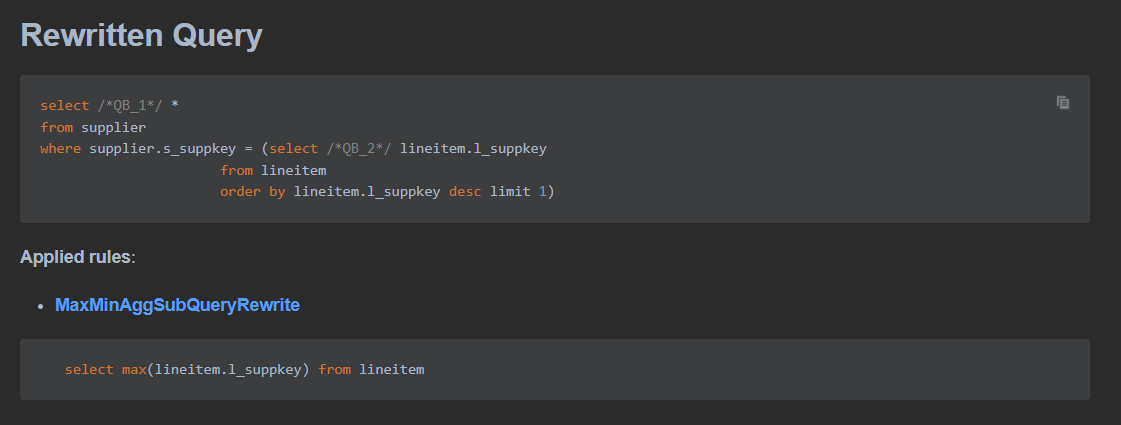 Rewritten Query
select /*QB_1*/ *
from supplier
where supplier.s_suppkey = (select /*QB_2*/ lineitem.l_suppkey
from lineitem
order by lineitem.l_suppkey desc limit 1)
Applied rules:
• MaxMinAggSubQueryRewrite
select max(lineitem.l_suppkey) from lineitem